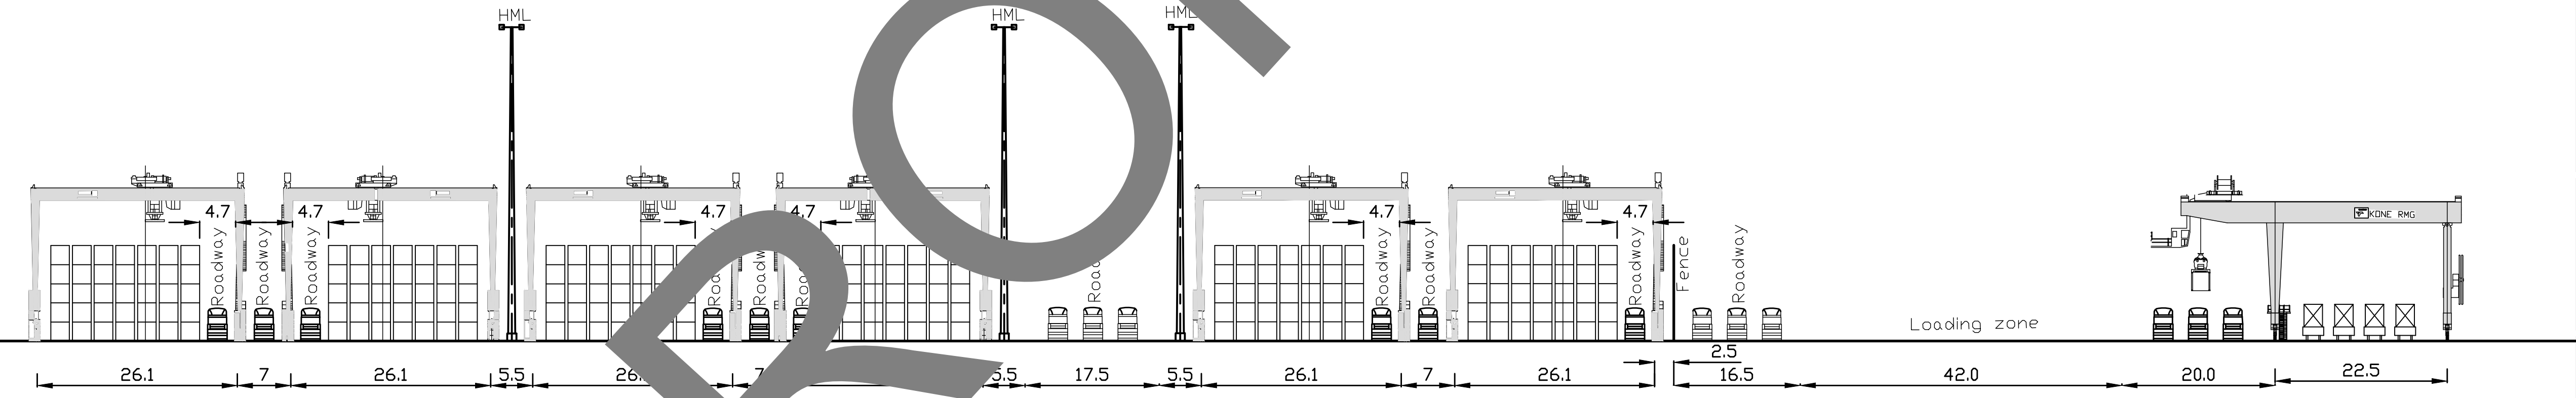 HML HML HML
4.7 4.7 4.7 4.7 4.7 4.7
KONE RMG
Roadway Roadway Roadway Roadway Roadway Roadway Roadway Fence Roadway
Loading zone
2.5
26.1 7 26.1 5.5 17.5 5.5 26.1 7 26.1 16.5 42.0 20.0 22.5